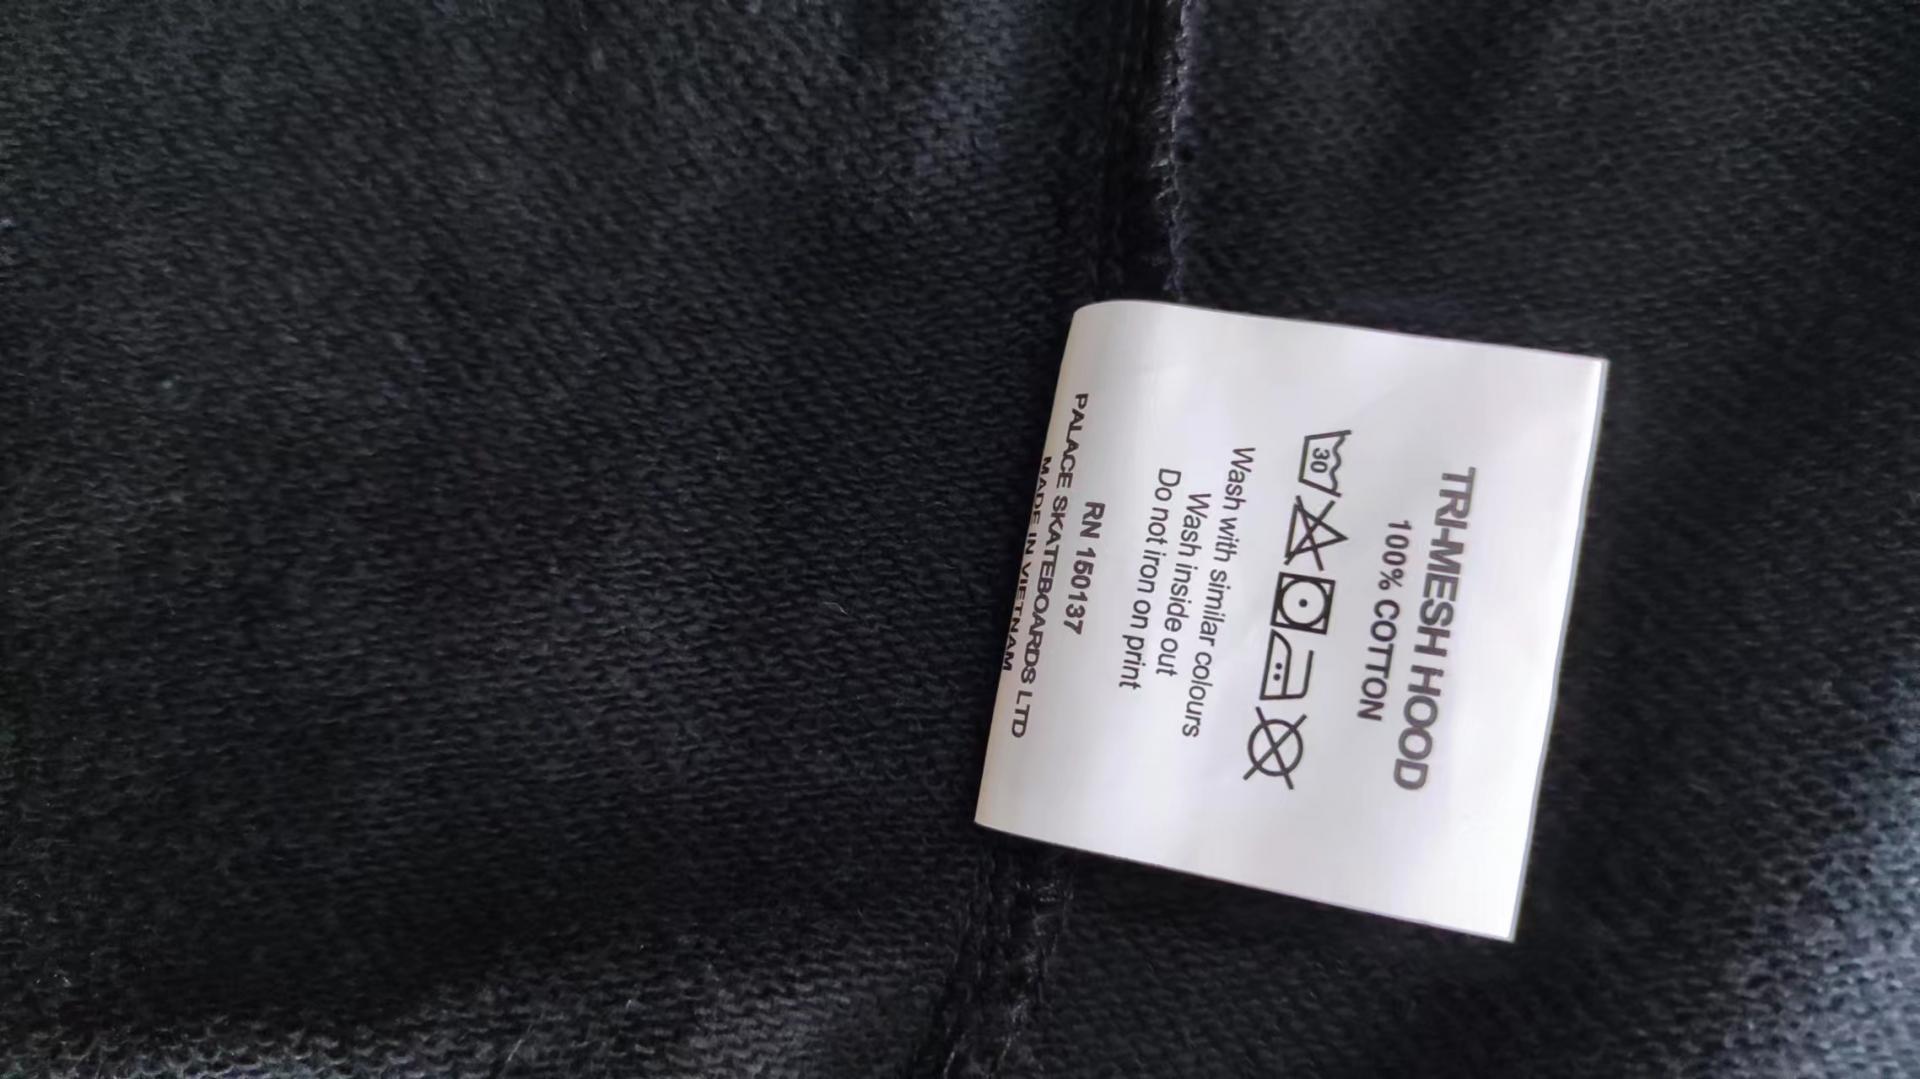 TRI-MESH HOOD
100% COTTON
30
Wash with similar colours
Wash inside out
Do not iron on print
RN 150137
PALACE SKATEBOARDS LTD
MADE IN VIETNAM